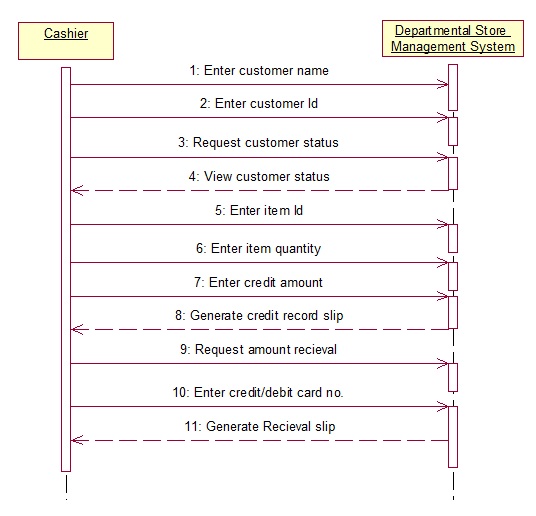 Cashier
Departmental Store
Management System
1: Enter customer name
2: Enter customer Id
3: Request customer status
4: View customer status
5: Enter item Id
6: Enter item quantity
7: Enter credit amount
8: Generate credit record slip
9: Request amount recieval
10: Enter credit/debit card no.
11: Generate Recieval slip